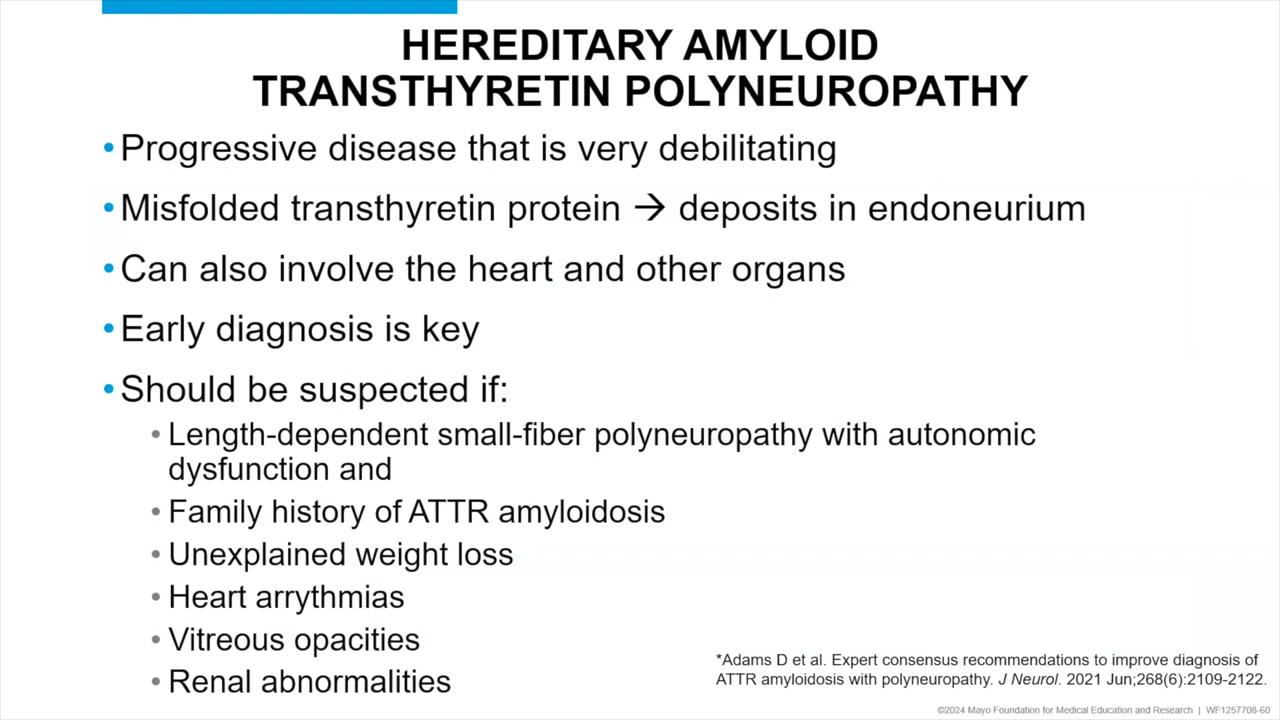 HEREDITARY AMYLOID
TRANSTHYRETIN POLYNEUROPATHY
•Progressive disease that is very debilitating
•Misfolded transthyretin protein → deposits in endoneurium
•Can also involve the heart and other organs
•Early diagnosis is key
•Should be suspected if:
•Length-dependent small-fiber polyneuropathy with autonomic
dysfunction and
•Family history of ATTR amyloidosis
•Unexplained weight loss
•Heart arrythmias
•Vitreous opacities
•Renal abnormalities
*Adams D et al. Expert consensus recommendations to improve diagnosis of
ATTR amyloidosis with polyneuropathy. J Neurol. 2021 Jun;268(6):2109-2122.
©2024 Mayo Foundation for Medical Education and Research | WF1257708-60